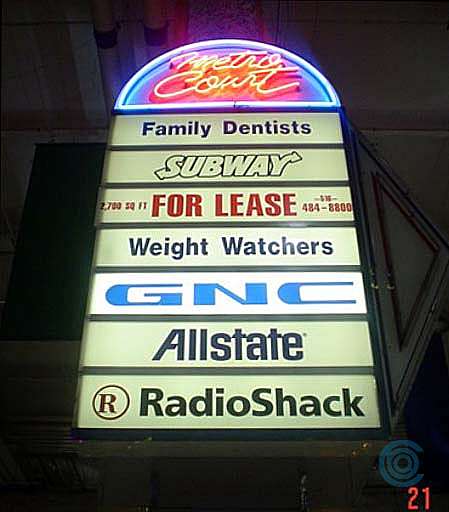 Metro
Court
Family Dentists
SUBWAY
2,700 SQ FT FOR LEASE -516- 484-8800
Weight Watchers
GNC
Allstate
R RadioShack
21